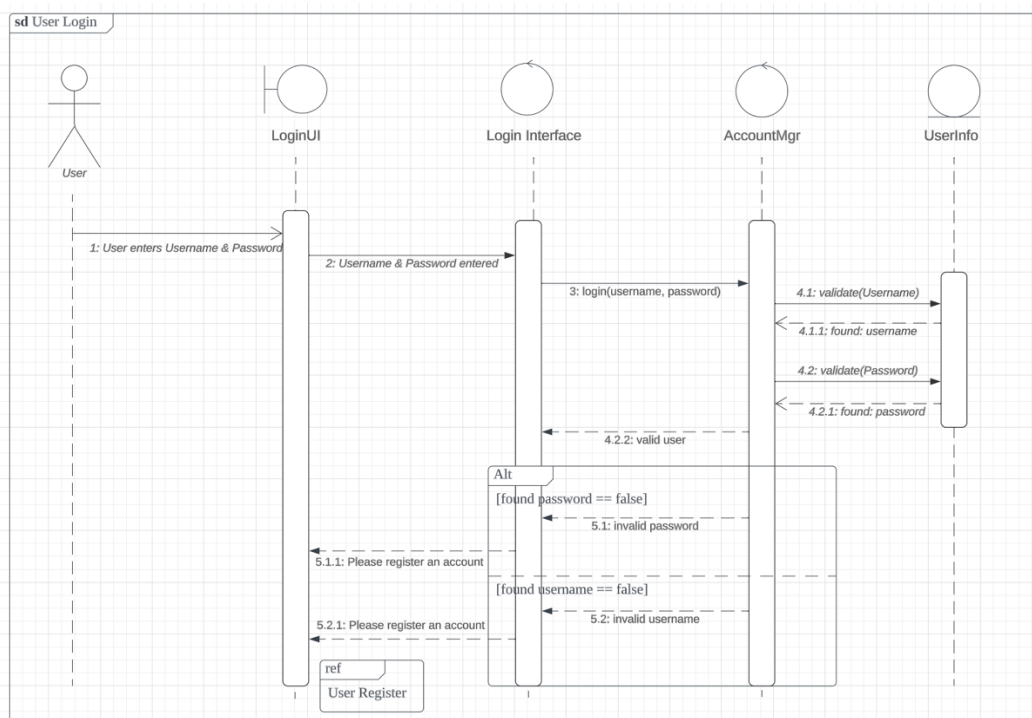 sd User Login
LoginUI
Login Interface
AccountMgr
UserInfo
User
1: User enters Username & Password
2: Username & Password entered
3: login(username, password)
4.1: validate(Username)
4.1.1: found: username
4.2: validate(Password)
4.2.1: found: password
4.2.2: valid user
Alt
[found password == false]
5.1: invalid password
5.1.1: Please register an account
[found username == false]
5.2: invalid username
5.2.1: Please register an account
ref
User Register